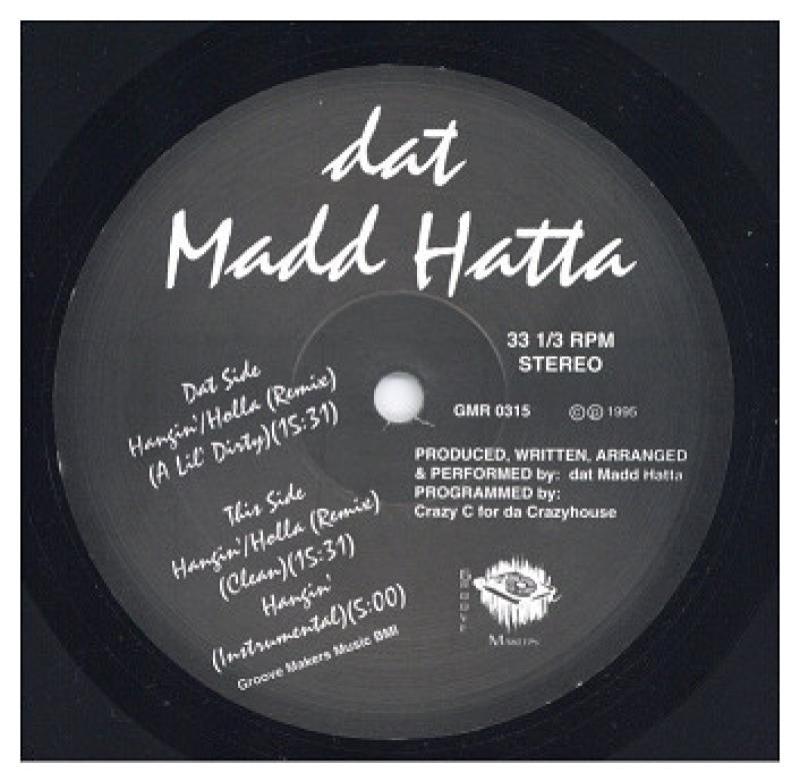 dat
Madd Hatta
33 1/3 RPM
STEREO
GMR 0315 ©℗ 1995
PRODUCED, WRITTEN, ARRANGED
& PERFORMED by: dat Madd Hatta
PROGRAMMED by:
Crazy C for da Crazyhouse
Dat Side
Hangin'/Holla (Remix)
(A Lil' Dirty)(15:31)
This Side
Hangin'/Holla (Remix)
(Clean)(15:31)
Hangin'
(Instrumental)(5:00)
Groove Makers Music BMI
Groove
Makers